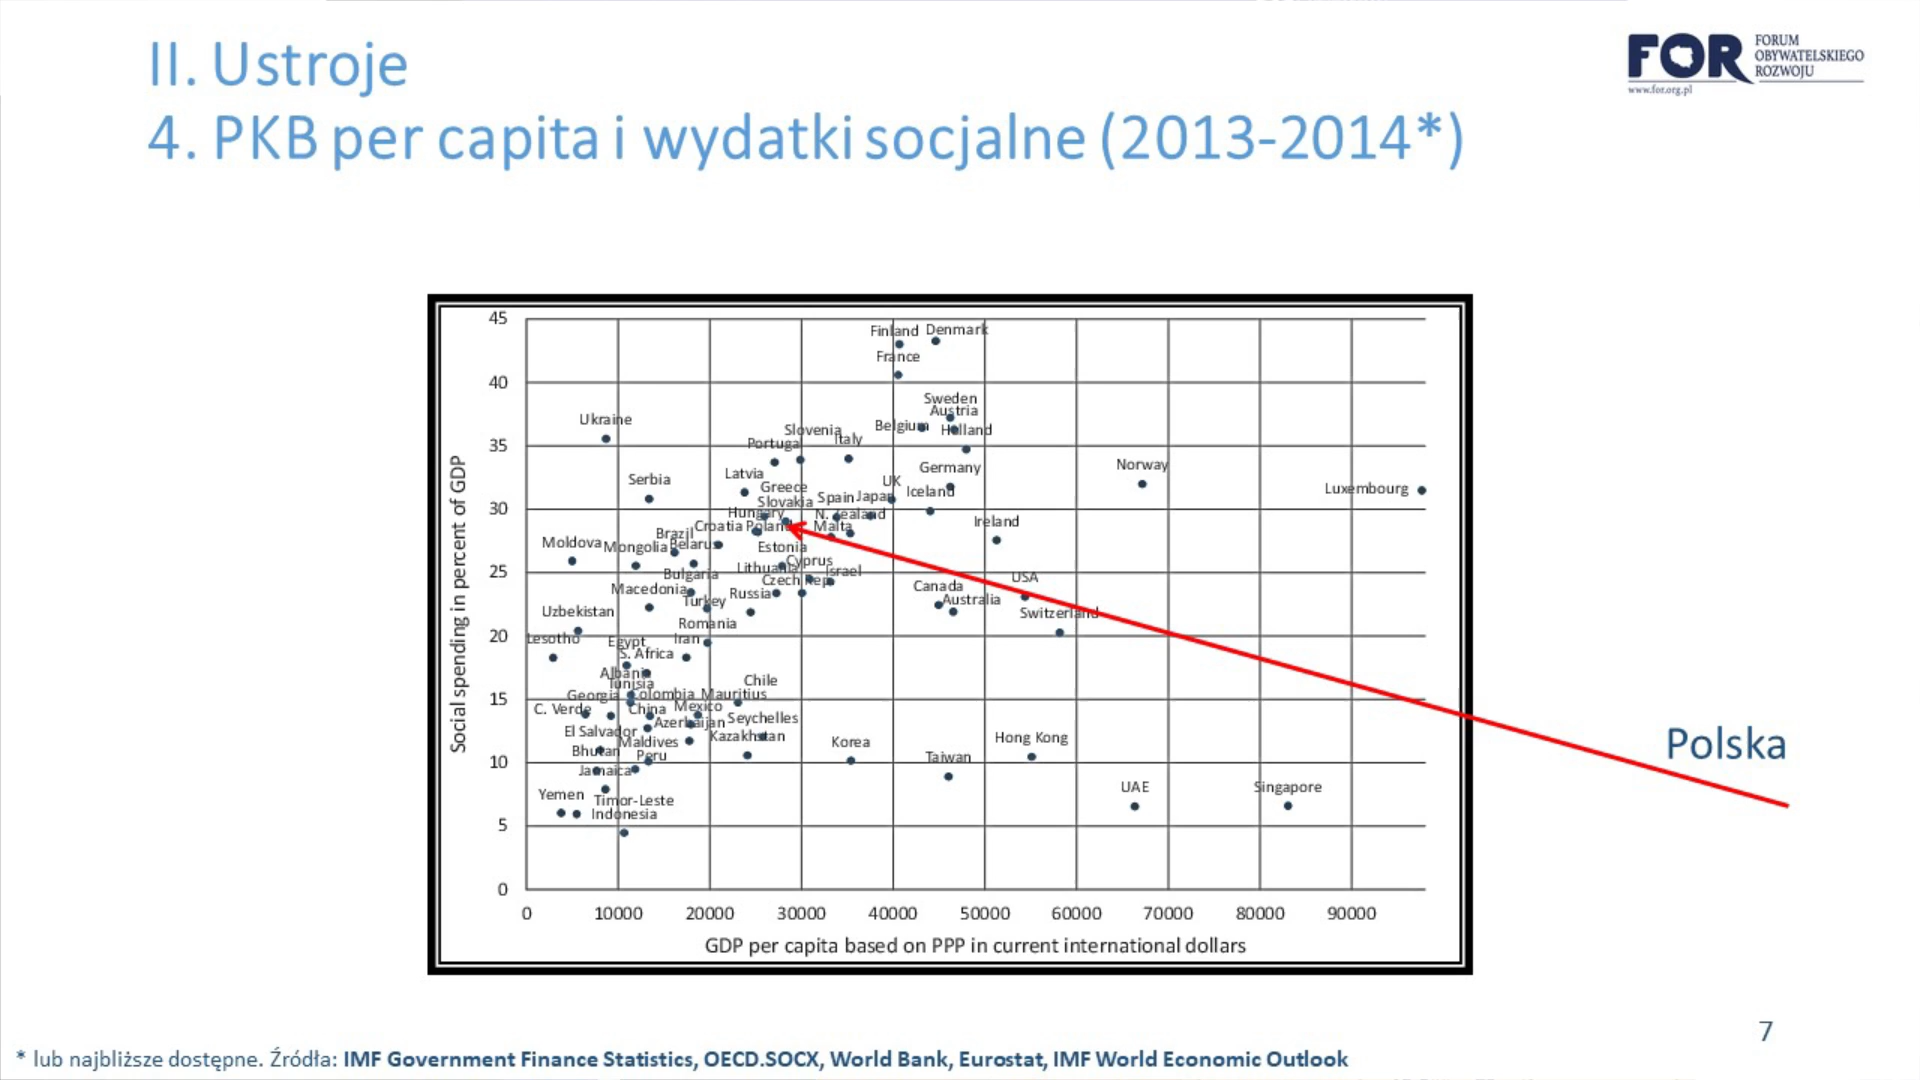 II. Ustroje
4. PKB per capita i wydatki socjalne (2013-2014*)
FOR
FORUM
OBYWATELSKIEGO
ROZWOJU
www.for.org.pl
Social spending in percent of GDP
45
40
35
30
25
20
15
10
5
0
Finland Denmark
France
Sweden
Austria
Belgium
Holland
Ukraine
Slovenia
Portugal
Italy
Germany
Norway
Latvia
Serbia
UK
Greece
Iceland
Luxembourg
Slovakia Spain Japan
Hungary N. Zealand
Ireland
Croatia Poland Malta
Brazil
Moldova Mongolia Belarus
Estonia
Cyprus
Lithuania
Israel
Bulgaria
Czech Rep.
USA
Macedonia
Canada
Russia
Turkey
Australia
Uzbekistan
Switzerland
Romania
Lesotho
Egypt
Iran
S. Africa
Albania
Tunisia
Chile
Georgia Colombia Mauritius
C. Verde China Mexico
Azerbaijan Seychelles
El Salvador
Maldives Kazakhstan
Korea
Hong Kong
Bhutan Peru
Taiwan
Jamaica
UAE
Singapore
Yemen Timor-Leste
Indonesia
0 10000 20000 30000 40000 50000 60000 70000 80000 90000
GDP per capita based on PPP in current international dollars
Polska
7
* lub najbliższe dostępne. Źródła: IMF Government Finance Statistics, OECD.SOCX, World Bank, Eurostat, IMF World Economic Outlook